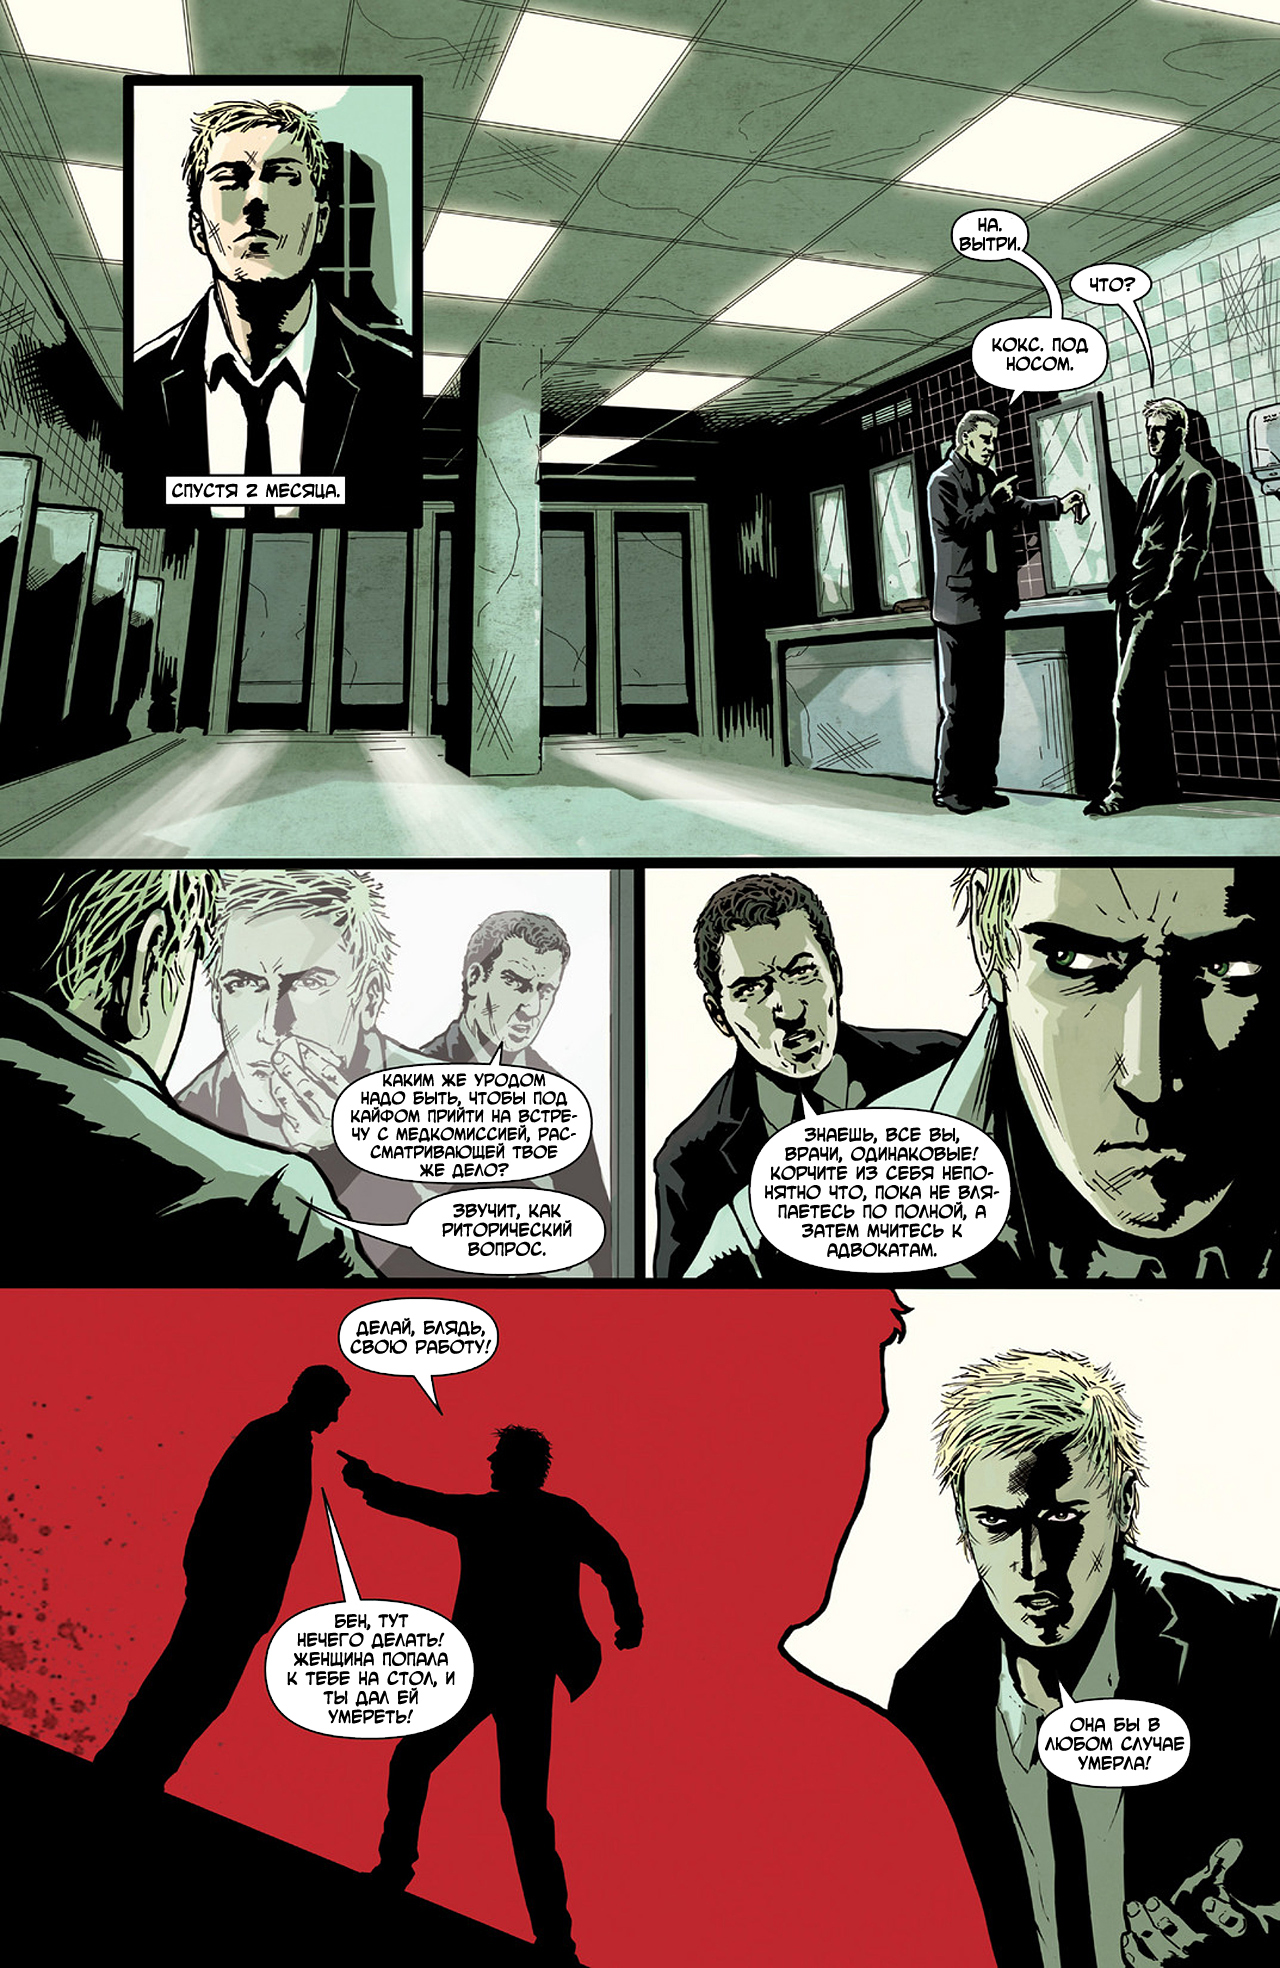 СПУСТЯ 2 МЕСЯЦА.
НА.
ВЫТРИ.
ЧТО?
КОКС. ПОД
НОСОМ.
КАКИМ ЖЕ УРОДОМ
НАДО БЫТЬ, ЧТОБЫ ПОД
КАЙФОМ ПРИЙТИ НА ВСТРЕ-
ЧУ С МЕДКОМИССИЕЙ, РАС-
СМАТРИВАЮЩЕЙ ТВОЕ
ЖЕ ДЕЛО?
ЗВУЧИТ, КАК
РИТОРИЧЕСКИЙ
ВОПРОС.
ЗНАЕШЬ, ВСЕ ВЫ,
ВРАЧИ, ОДИНАКОВЫЕ!
КОРЧИТЕ ИЗ СЕБЯ НЕПО-
НЯТНО ЧТО, ПОКА НЕ ВЛЯ-
ПАЕТЕСЬ ПО ПОЛНОЙ, А
ЗАТЕМ МЧИТЕСЬ К
АДВОКАТАМ.
ДЕЛАЙ, БЛЯДЬ,
СВОЮ РАБОТУ!
БЕН, ТУТ
НЕЧЕГО ДЕЛАТЬ!
ЖЕНЩИНА ПОПАЛА
К ТЕБЕ НА СТОЛ, И
ТЫ ДАЛ ЕЙ
УМЕРЕТЬ!
ОНА БЫ В
ЛЮБОМ СЛУЧАЕ
УМЕРЛА!